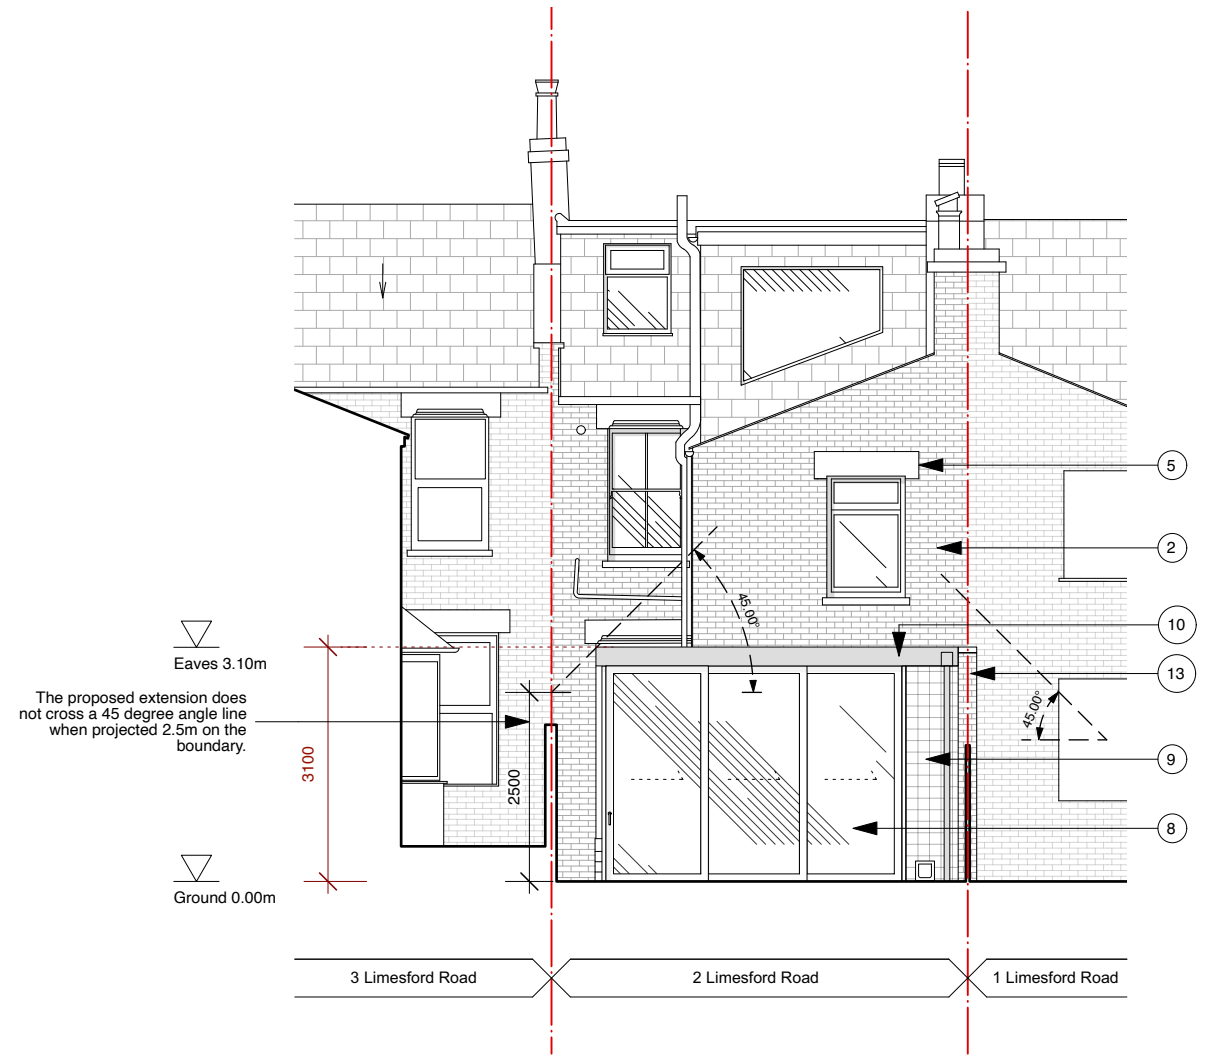 5
2
45.00°
10
Eaves 3.10m
13
The proposed extension does
not cross a 45 degree angle line
when projected 2.5m on the
boundary.
45.00°
3100
2500
9
8
Ground 0.00m
3 Limesford Road
2 Limesford Road
1 Limesford Road